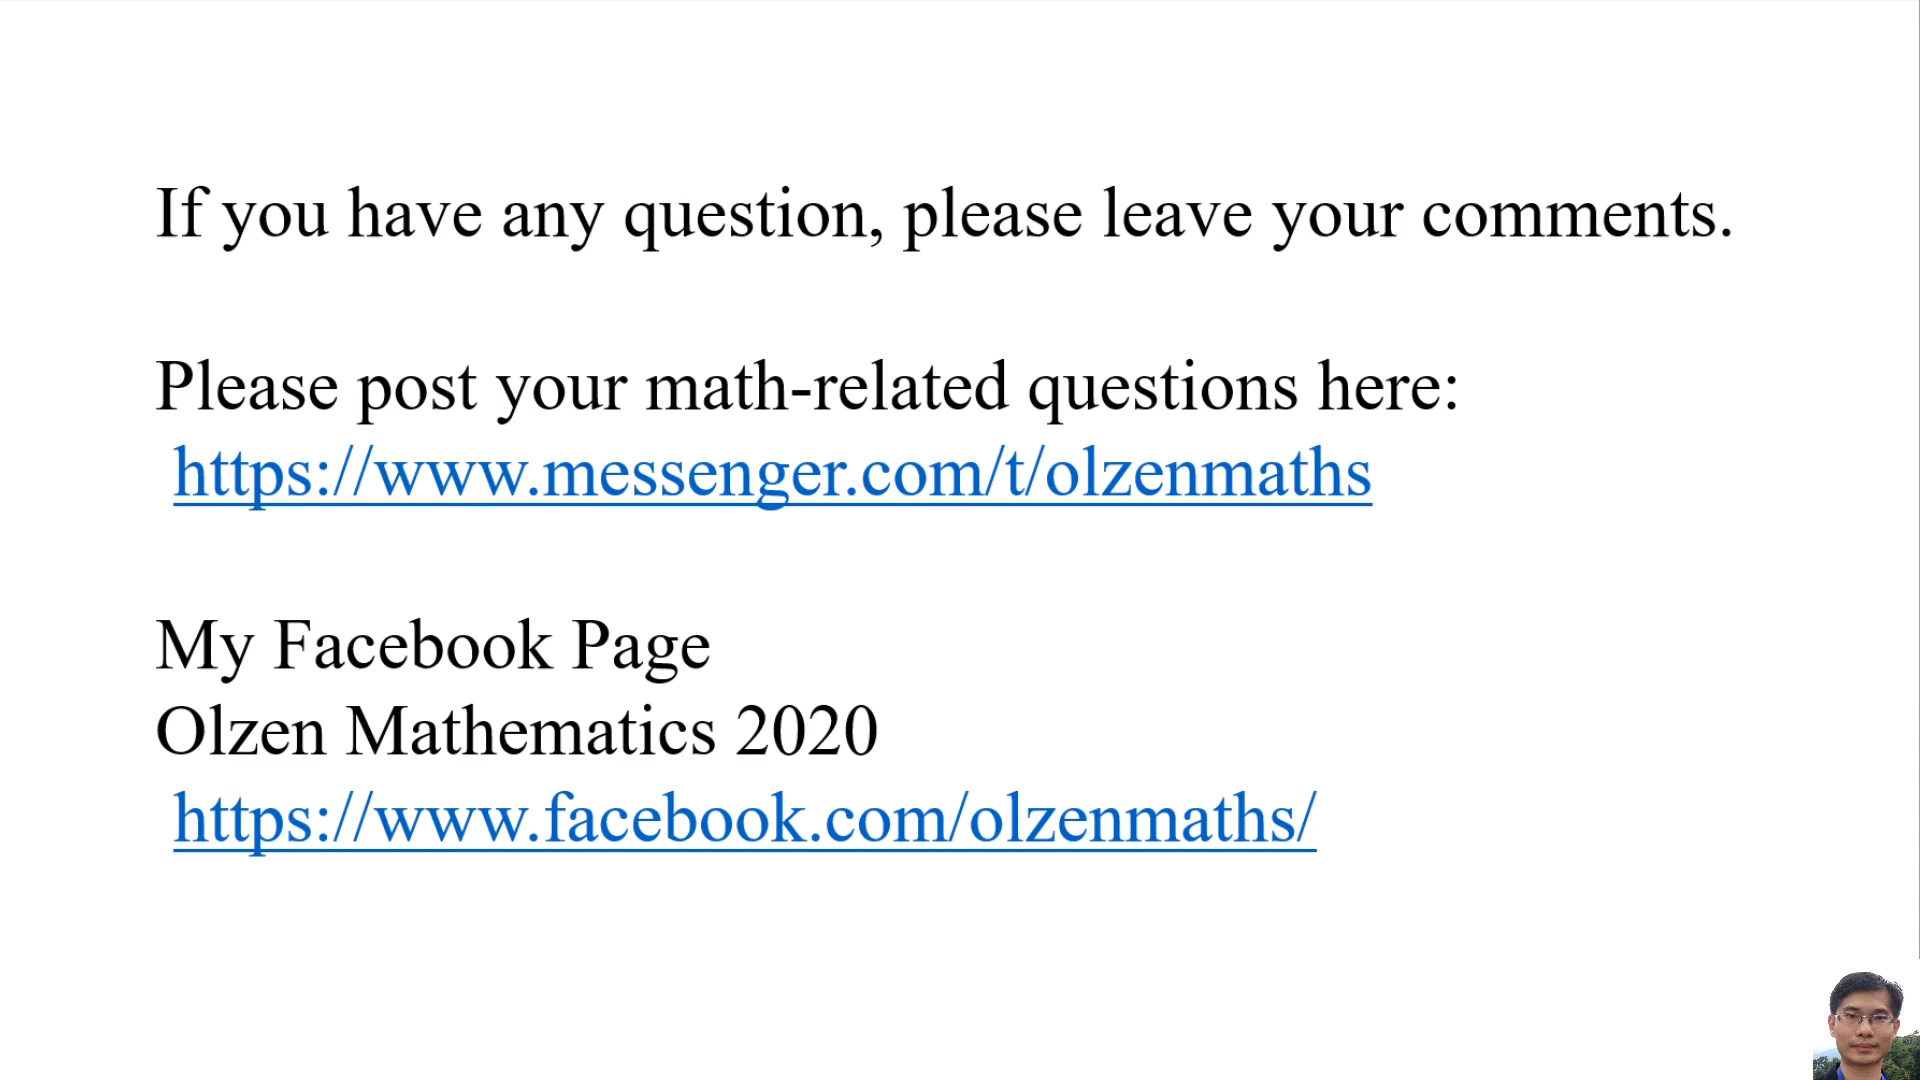 If you have any question, please leave your comments.
Please post your math-related questions here:
https://www.messenger.com/t/olzenmaths
My Facebook Page
Olzen Mathematics 2020
https://www.facebook.com/olzenmaths/